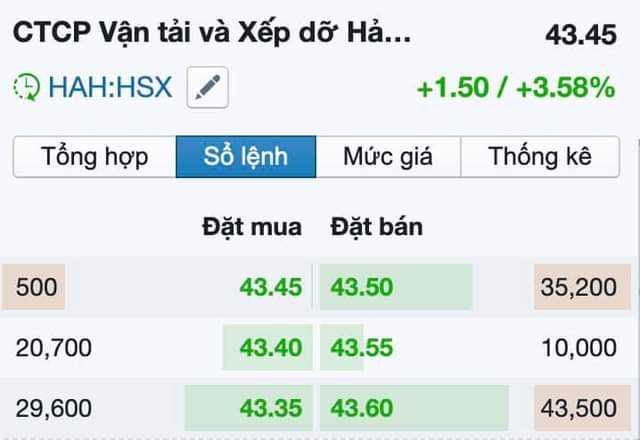 CTCP Vận tải và Xếp dỡ Hả... 43.45
HAH:HSX +1.50 / +3.58%
Tổng hợp Sổ lệnh Mức giá Thống kê
Đặt mua Đặt bán
500 43.45 43.50 35,200
20,700 43.40 43.55 10,000
29,600 43.35 43.60 43,500